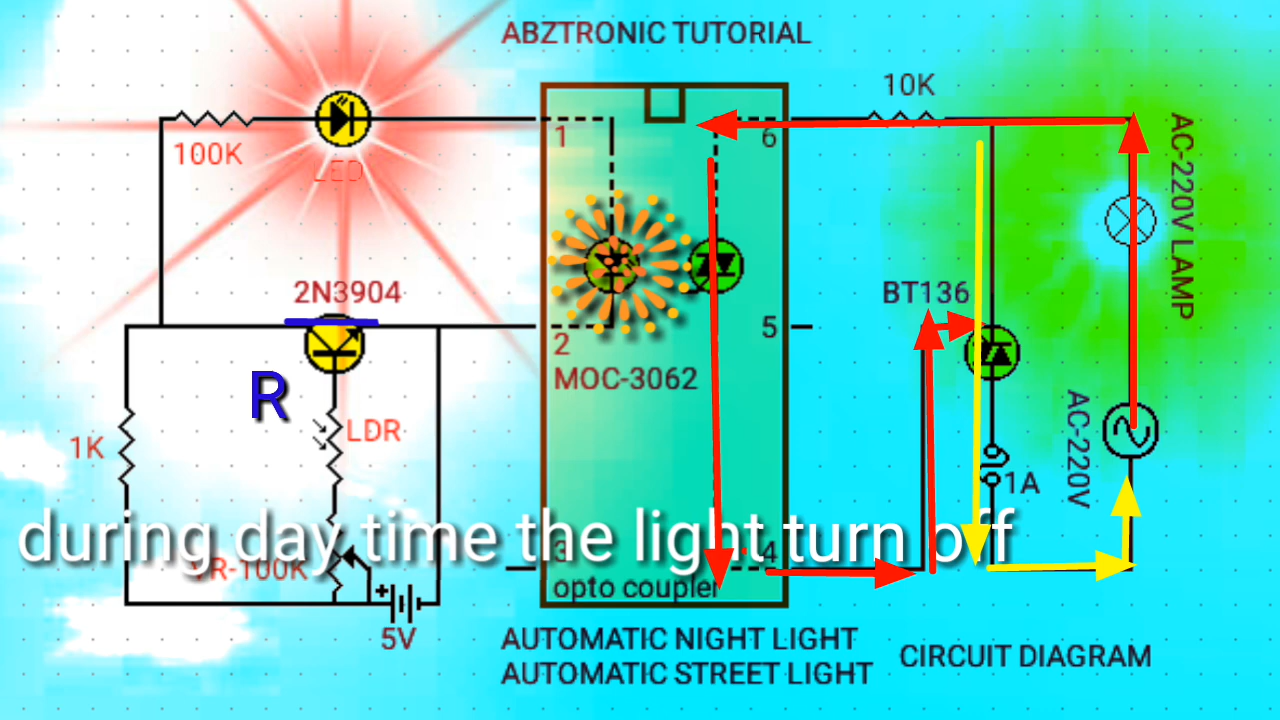 ABZTRONIC TUTORIAL
10K
100K
LED
1
6
AC-220V LAMP
2N3904
BT136
5
2
MOC-3062
R
LDR
1K
AC-220V
1A
during day time the light turn off
3
4
VR-100K
opto coupler
5V
AUTOMATIC NIGHT LIGHT
AUTOMATIC STREET LIGHT
CIRCUIT DIAGRAM